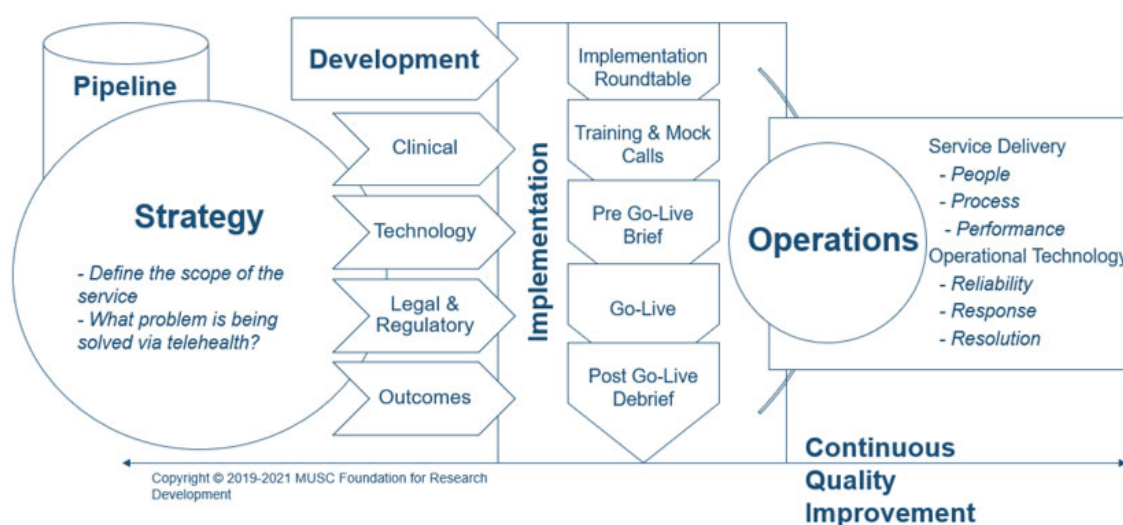 Pipeline
Strategy
- Define the scope of the
service
- What problem is being
solved via telehealth?
Development
Clinical
Technology
Legal &
Regulatory
Outcomes
Implementation
Implementation
Roundtable
Training & Mock
Calls
Pre Go-Live
Brief
Go-Live
Post Go-Live
Debrief
Operations
Service Delivery
- People
- Process
- Performance
Operational Technology
- Reliability
- Response
- Resolution
Continuous
Quality
Improvement
Copyright © 2019-2021 MUSC Foundation for Research
Development